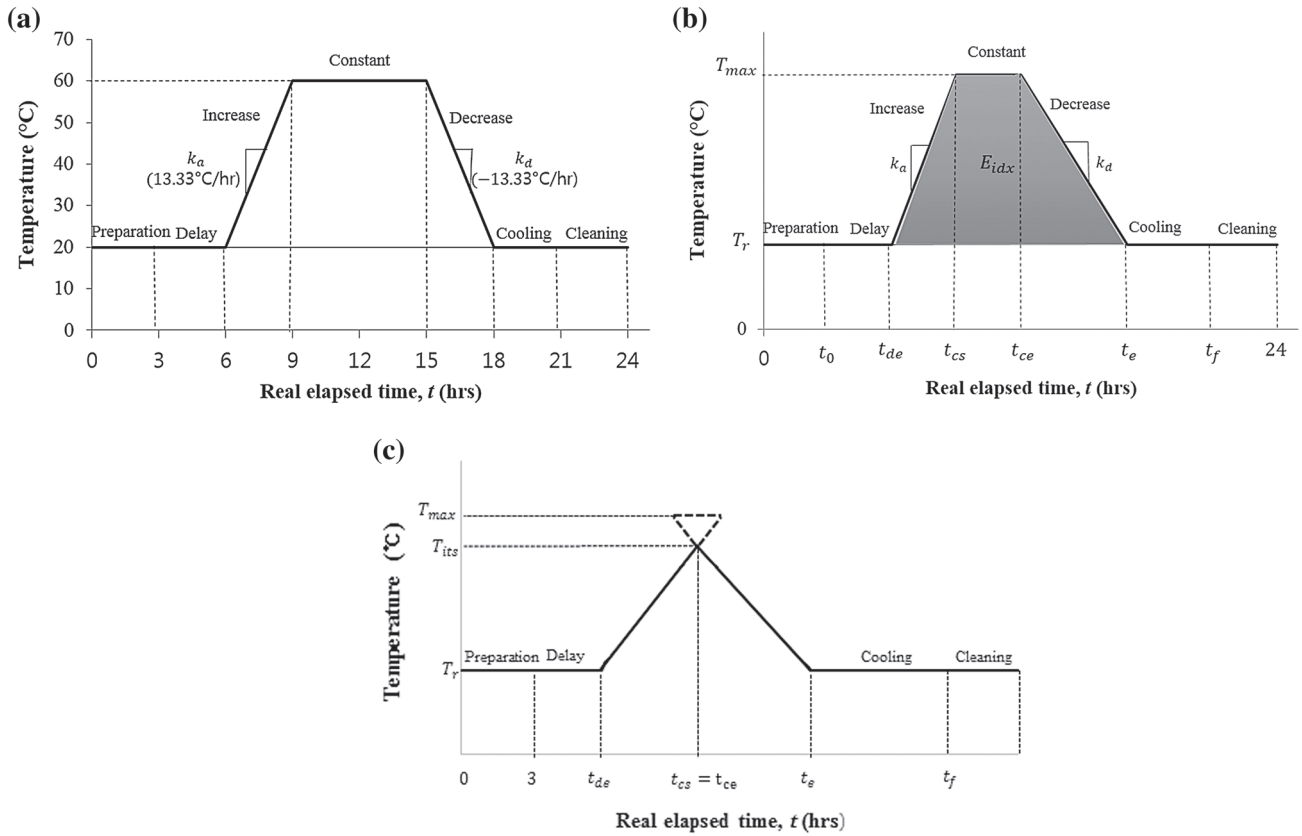 (a)
Temperature (°C)
70
60
50
40
30
20
10
0
Constant
Increase
Decrease
k_a
(13.33°C/hr)
k_d
(−13.33°C/hr)
Preparation Delay
Cooling Cleaning
0 3 6 9 12 15 18 21 24
Real elapsed time, t (hrs)
(b)
Temperature (°C)
T_max
T_r
0
Constant
Increase
Decrease
k_a
E_idx
k_d
Preparation Delay
Cooling Cleaning
0 t_0 t_de t_cs t_ce t_e t_f 24
Real elapsed time, t (hrs)
(c)
Temperature (℃)
T_max
T_its
T_r
Preparation Delay
Cooling Cleaning
0 3 t_de t_cs = t_ce t_e t_f
Real elapsed time, t (hrs)